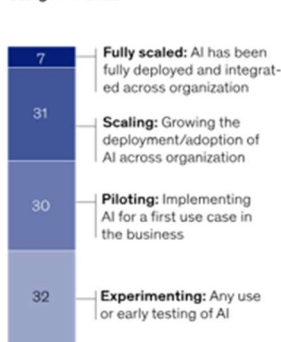 7
Fully scaled: AI has been
fully deployed and integrat-
ed across organization
31
Scaling: Growing the
deployment/adoption of
AI across organization
30
Piloting: Implementing
AI for a first use case in
the business
32
Experimenting: Any use
or early testing of AI